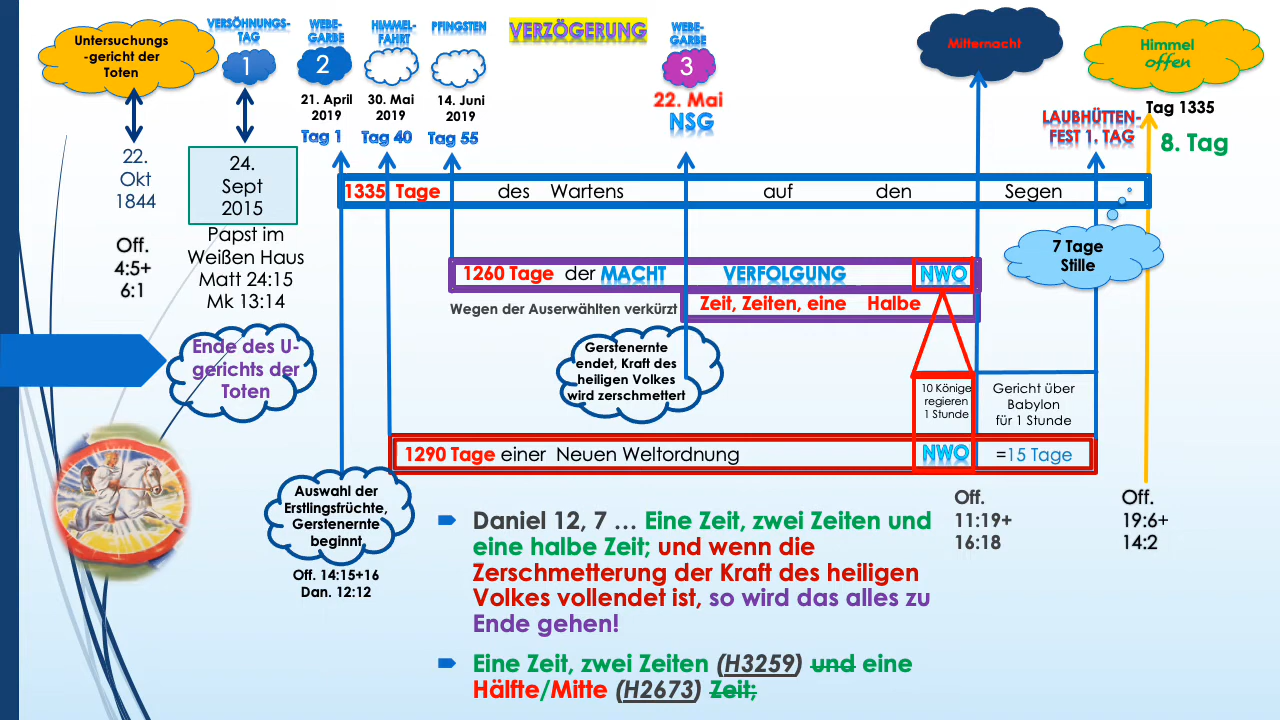 Untersuchungs
-gericht der
Toten
VERSÖHNUNGS-
TAG
1
WEBE-
GARBE
2
HIMMEL-
FAHRT
PFINGSTEN
VERZÖGERUNG
WEBE-
GARBE
3
Mitternacht
Himmel
offen
22.
Okt
1844
24.
Sept
2015
21. April
2019
Tag 1
30. Mai
2019
Tag 40
14. Juni
2019
Tag 55
22. Mai
NSG
LAUBHÜTTEN-
FEST 1. TAG
Tag 1335
8. Tag
1335 Tage des Wartens auf den Segen
Off.
4:5+
6:1
Papst im
Weißen Haus
Matt 24:15
Mk 13:14
7 Tage
Stille
1260 Tage der MACHT VERFOLGUNG NWO
Wegen der Auserwählten verkürzt
Zeit, Zeiten, eine Halbe
Ende des U-
gerichts der
Toten
Gerstenernte
endet, Kraft des
heiligen Volkes
wird zerschmettert
10 Könige
regieren
1 Stunde
Gericht über
Babylon
für 1 Stunde
1290 Tage einer Neuen Weltordnung NWO =15 Tage
Auswahl der
Erstlingsfrüchte,
Gerstenernte
beginnt
Off. 14:15+16
Dan. 12:12
Off.
11:19+
16:18
Off.
19:6+
14:2
Daniel 12, 7 … Eine Zeit, zwei Zeiten und
eine halbe Zeit; und wenn die
Zerschmetterung der Kraft des heiligen
Volkes vollendet ist, so wird das alles zu
Ende gehen!
Eine Zeit, zwei Zeiten (H3259) und eine
Hälfte/Mitte (H2673) Zeit;